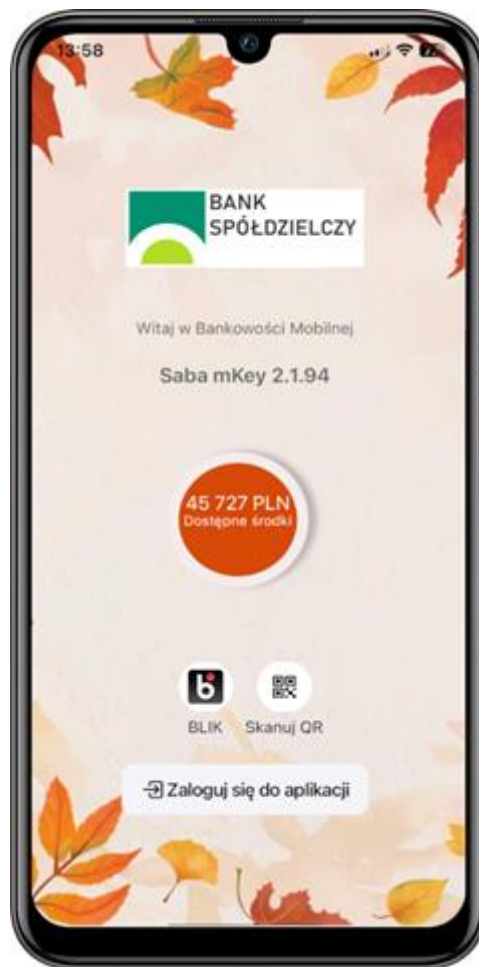 13:58
BANK
SPÓŁDZIELCZY
Witaj w Bankowości Mobilnej
Saba mKey 2.1.94
45 727 PLN
Dostępne środki
BLIK Skanuj QR
Zaloguj się do aplikacji